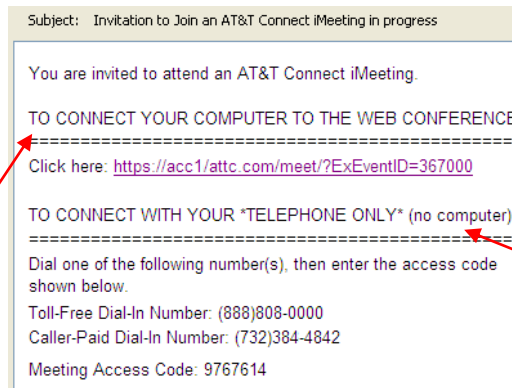 Subject: Invitation to Join an AT&T Connect iMeeting in progress
You are invited to attend an AT&T Connect iMeeting.
TO CONNECT YOUR COMPUTER TO THE WEB CONFERENCE
==================================================
Click here: https://acc1/attc.com/meet/?ExEventID=367000
TO CONNECT WITH YOUR *TELEPHONE ONLY* (no computer)
==================================================
Dial one of the following number(s), then enter the access code
shown below.
Toll-Free Dial-In Number: (888)808-0000
Caller-Paid Dial-In Number: (732)384-4842
Meeting Access Code: 9767614